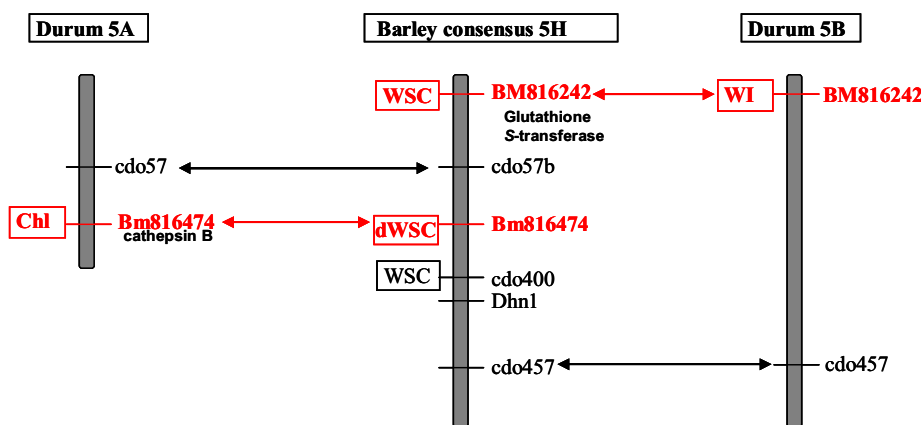 Durum 5A
Barley consensus 5H
Durum 5B
WSC
BM816242
WI
BM816242
Glutathione
S-transferase
cdo57
cdo57b
Chl
Bm816474
cathepsin B
dWSC
Bm816474
WSC
cdo400
Dhn1
cdo457
cdo457